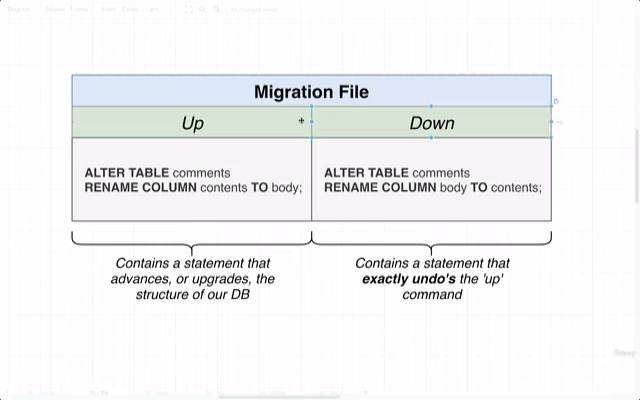 Migration File
Up
Down
ALTER TABLE comments
RENAME COLUMN contents TO body;
ALTER TABLE comments
RENAME COLUMN body TO contents;
Contains a statement that
advances, or upgrades, the
structure of our DB
Contains a statement that
exactly undo's the 'up'
command